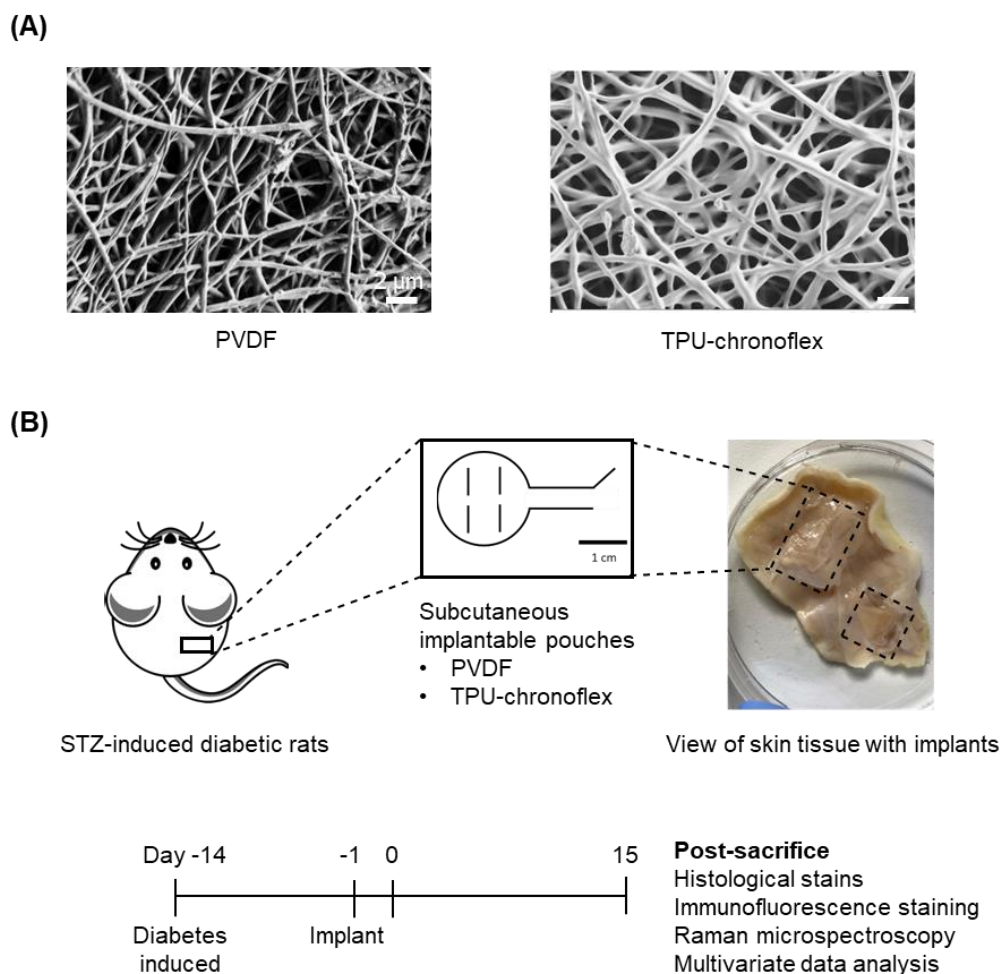 (A)
2 μm
PVDF
TPU-chronoflex
(B)
1 cm
Subcutaneous
implantable pouches
• PVDF
• TPU-chronoflex
STZ-induced diabetic rats
View of skin tissue with implants
Day -14 -1 0 15
Diabetes
induced
Implant
Post-sacrifice
Histological stains
Immunofluorescence staining
Raman microspectroscopy
Multivariate data analysis